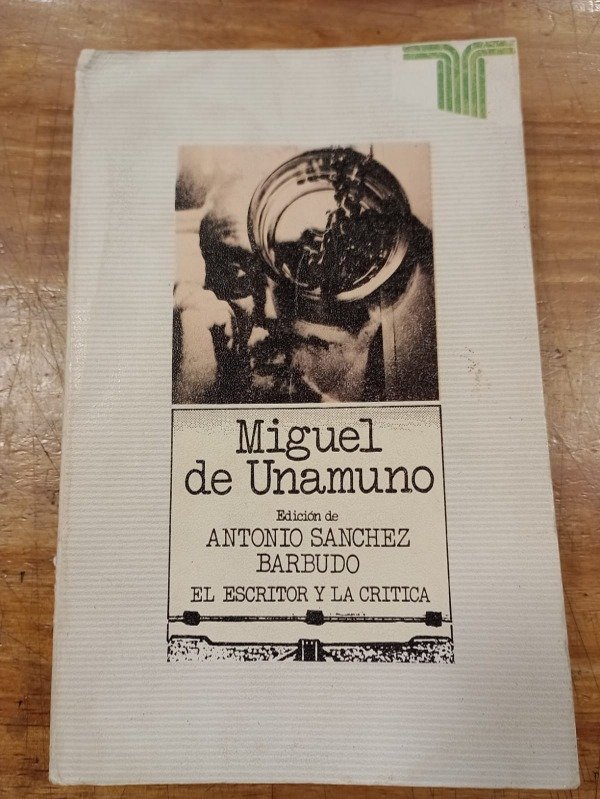 Miguel
de Unamuno
Edición de
ANTONIO SANCHEZ
BARBUDO
EL ESCRITOR Y LA CRITICA